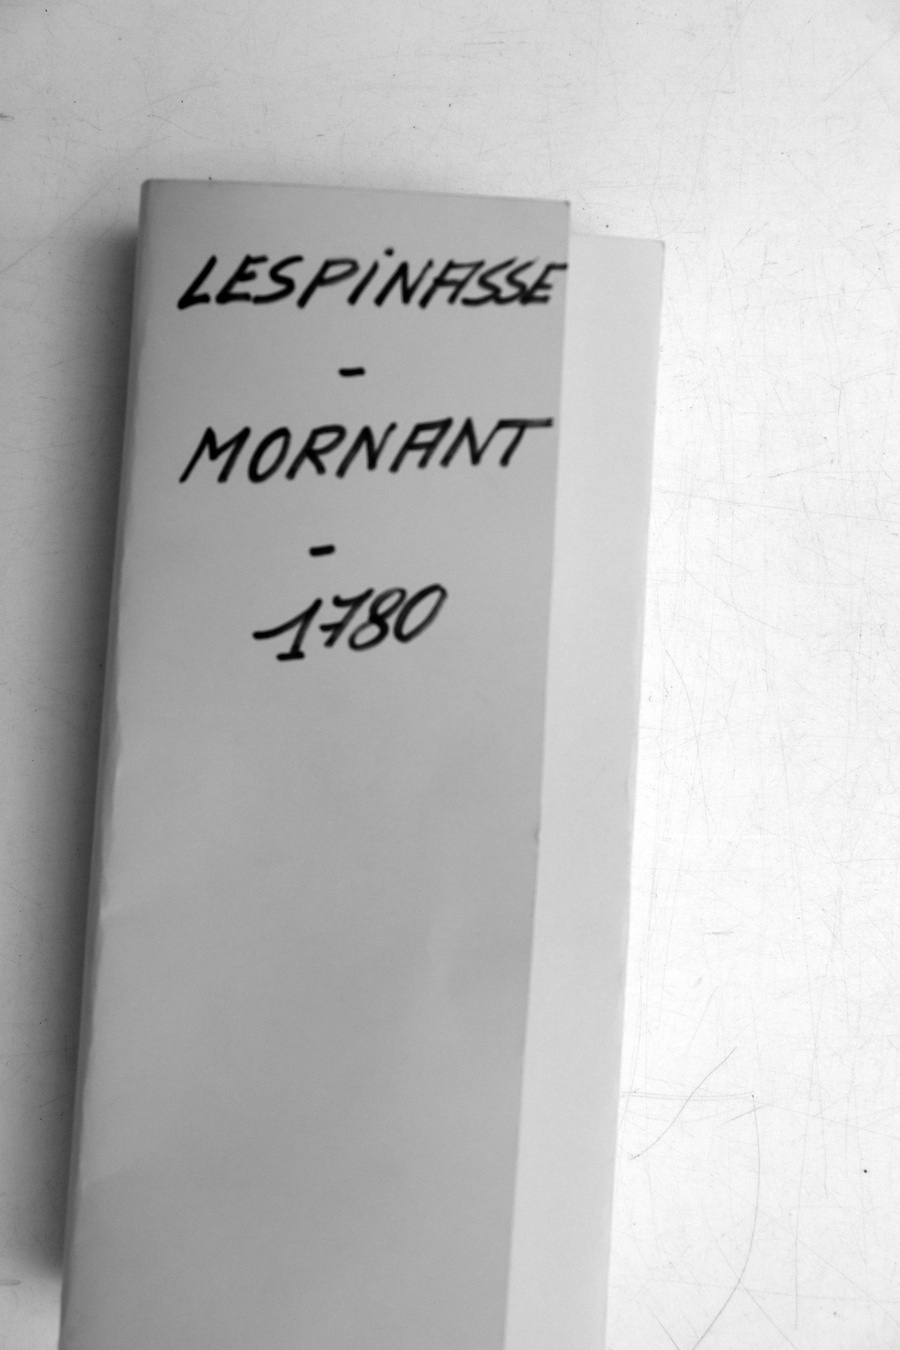 LESPiNASSE
-
MORNANT
-
1780